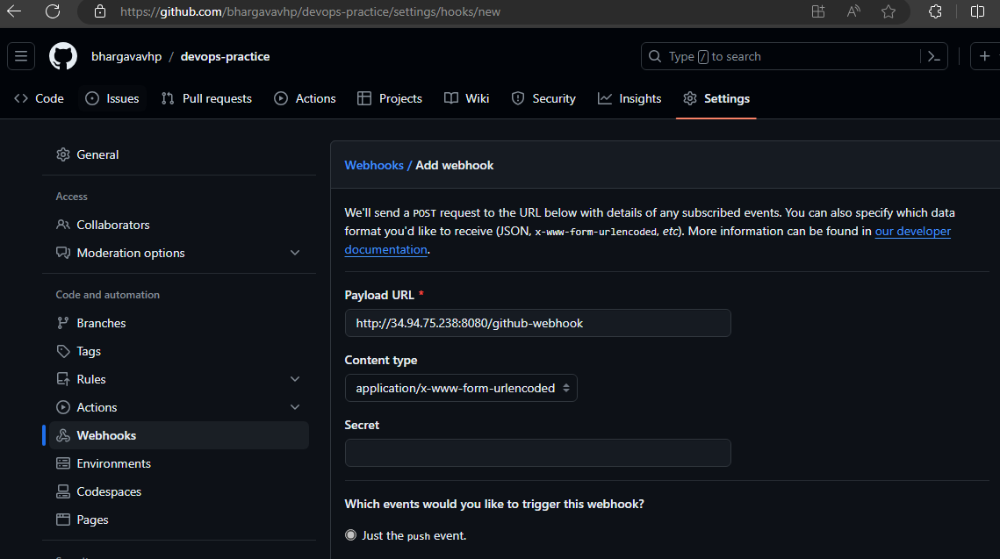 https://github.com/bhargavavhp/devops-practice/settings/hooks/new
bhargavavhp / devops-practice
Type / to search
Code Issues Pull requests Actions Projects Wiki Security Insights Settings
General
Access
Collaborators
Moderation options
Code and automation
Branches
Tags
Rules
Actions
Webhooks
Environments
Codespaces
Pages
Webhooks / Add webhook
We'll send a POST request to the URL below with details of any subscribed events. You can also specify which data
format you'd like to receive (JSON, x-www-form-urlencoded, etc). More information can be found in our developer
documentation.
Payload URL *
http://34.94.75.238:8080/github-webhook
Content type
application/x-www-form-urlencoded
Secret
Which events would you like to trigger this webhook?
Just the push event.